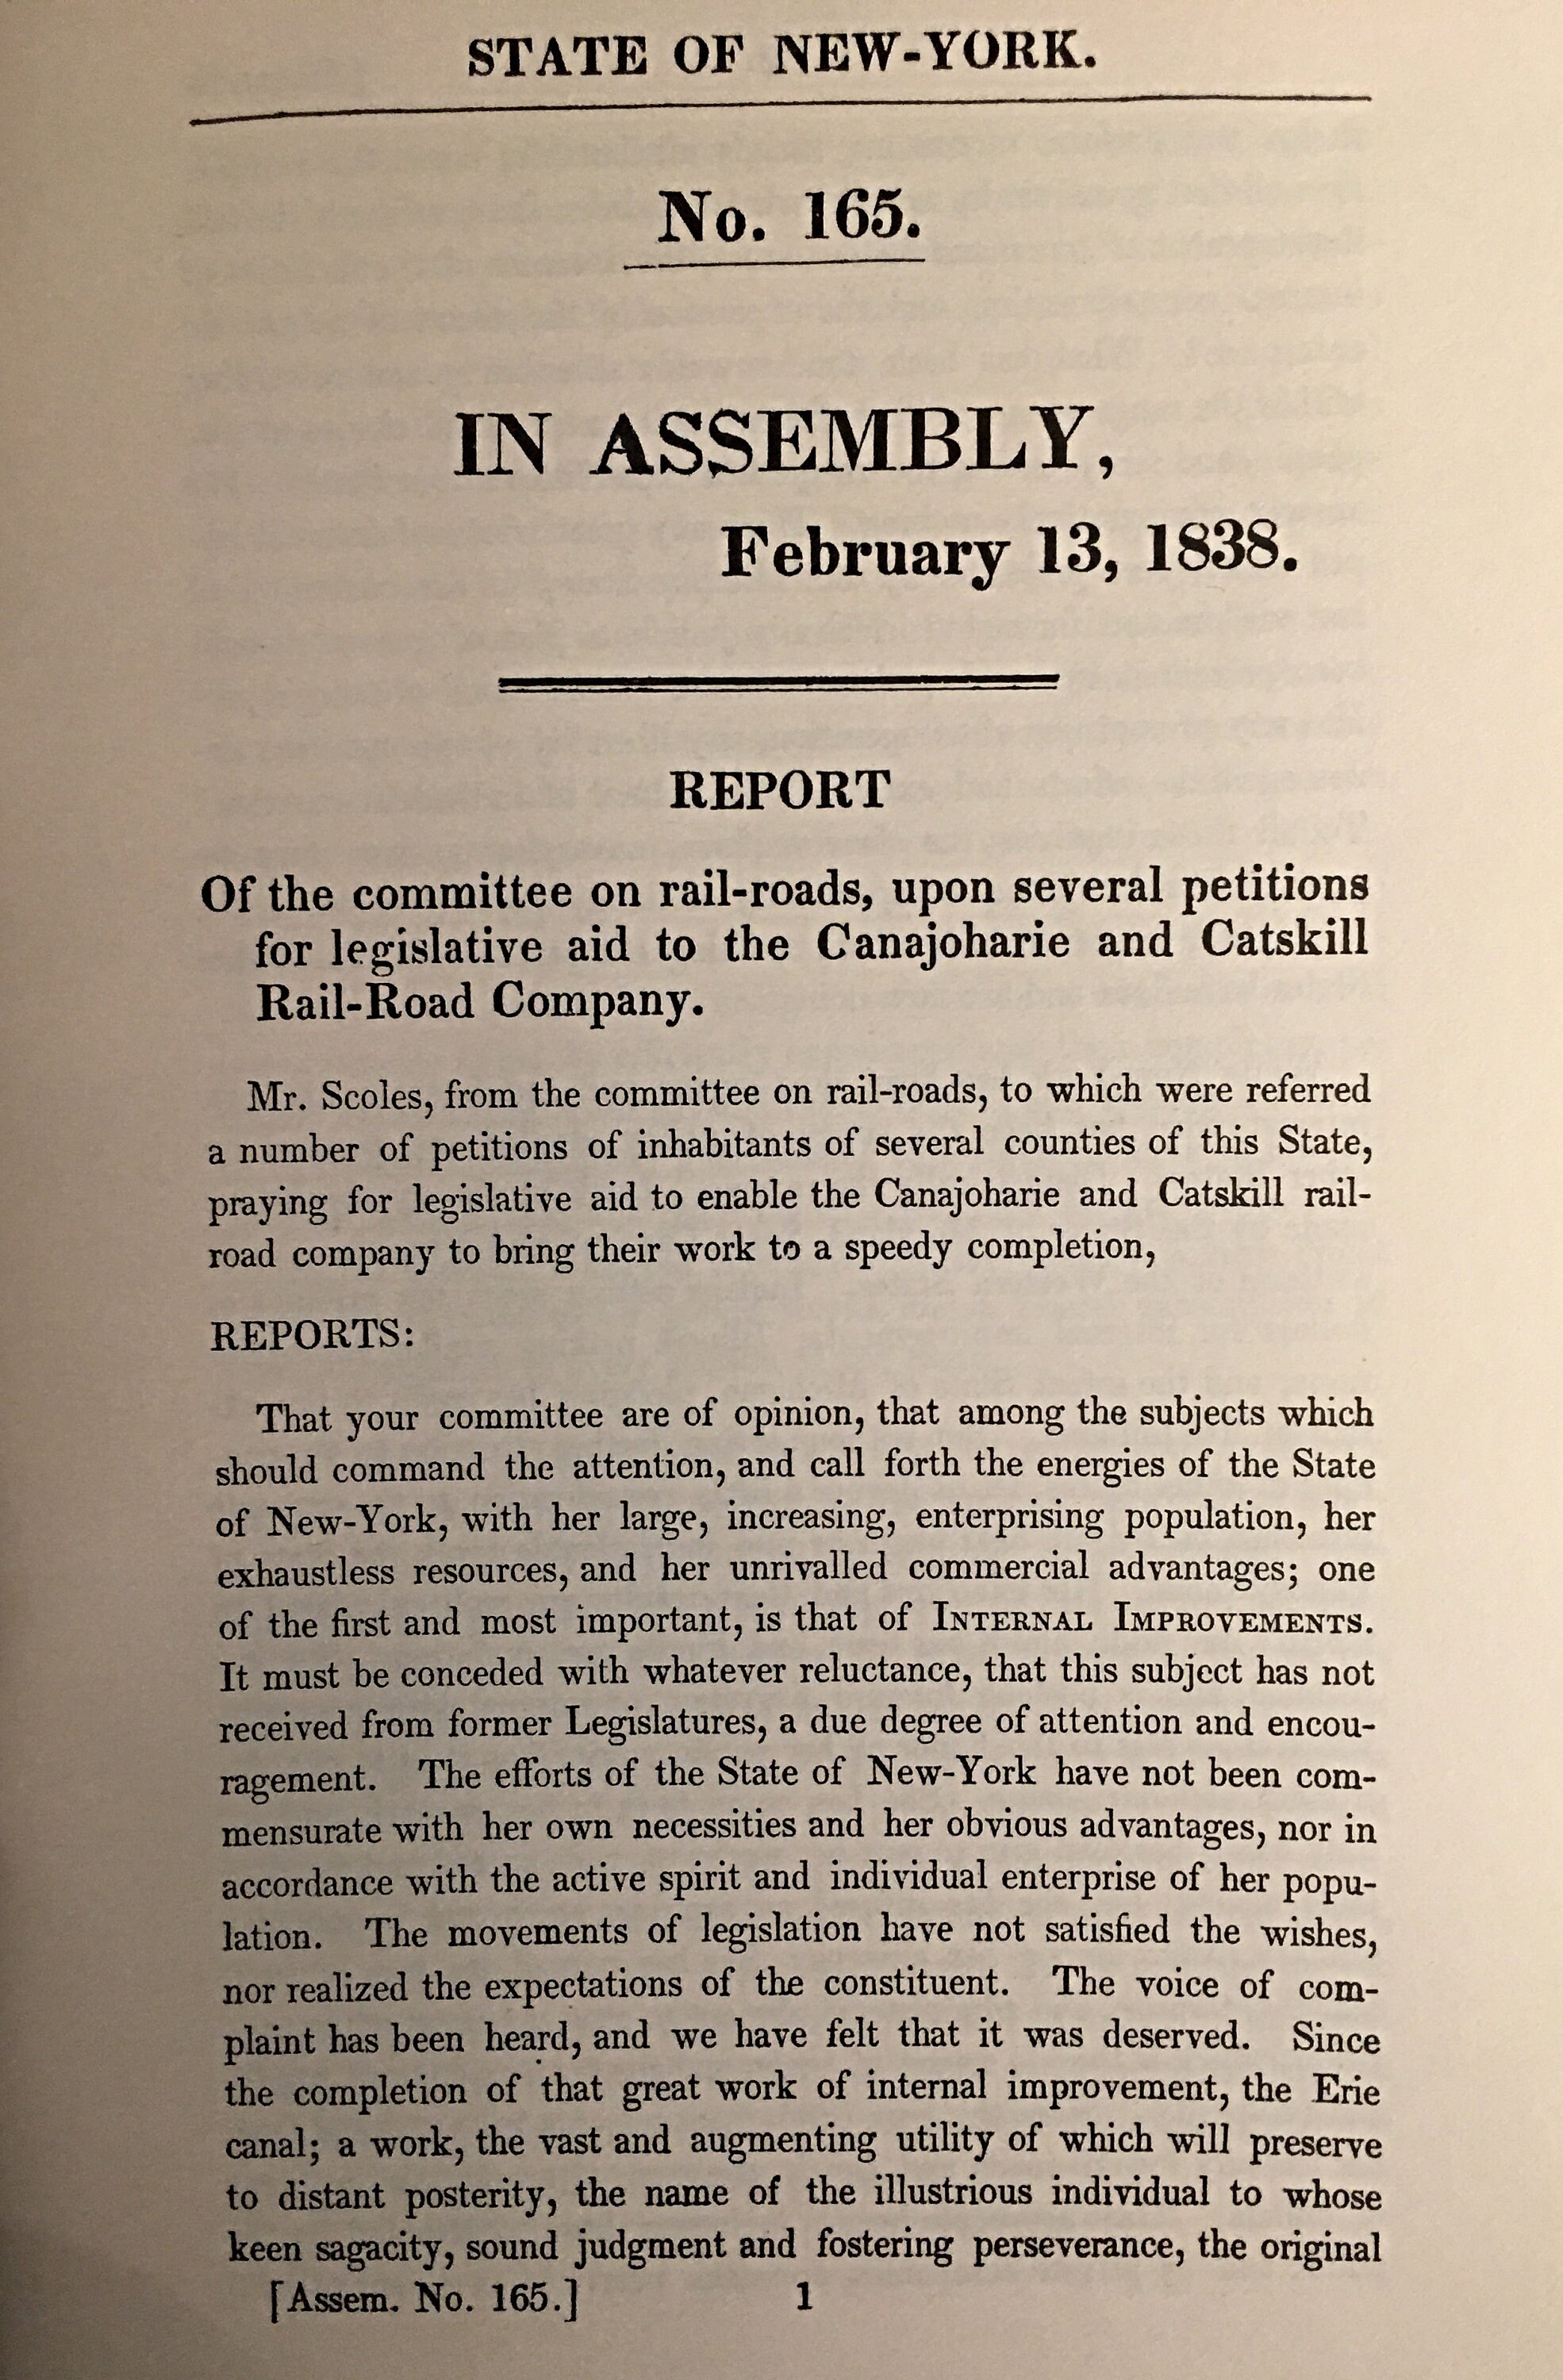 STATE OF NEW-YORK.
No. 165.
IN ASSEMBLY,
February 13, 1838.
REPORT
Of the committee on rail-roads, upon several petitions
for legislative aid to the Canajoharie and Catskill
Rail-Road Company.
Mr. Scoles, from the committee on rail-roads, to which were referred
a number of petitions of inhabitants of several counties of this State,
praying for legislative aid to enable the Canajoharie and Catskill rail-
road company to bring their work to a speedy completion,
REPORTS:
That your committee are of opinion, that among the subjects which
should command the attention, and call forth the energies of the State
of New-York, with her large, increasing, enterprising population, her
exhaustless resources, and her unrivalled commercial advantages; one
of the first and most important, is that of INTERNAL IMPROVEMENTS.
It must be conceded with whatever reluctance, that this subject has not
received from former Legislatures, a due degree of attention and encou-
ragement. The efforts of the State of New-York have not been com-
mensurate with her own necessities and her obvious advantages, nor in
accordance with the active spirit and individual enterprise of her popu-
lation. The movements of legislation have not satisfied the wishes,
nor realized the expectations of the constituent. The voice of com-
plaint has been heard, and we have felt that it was deserved. Since
the completion of that great work of internal improvement, the Erie
canal; a work, the vast and augmenting utility of which will preserve
to distant posterity, the name of the illustrious individual to whose
keen sagacity, sound judgment and fostering perseverance, the original
[Assem. No. 165.] 1